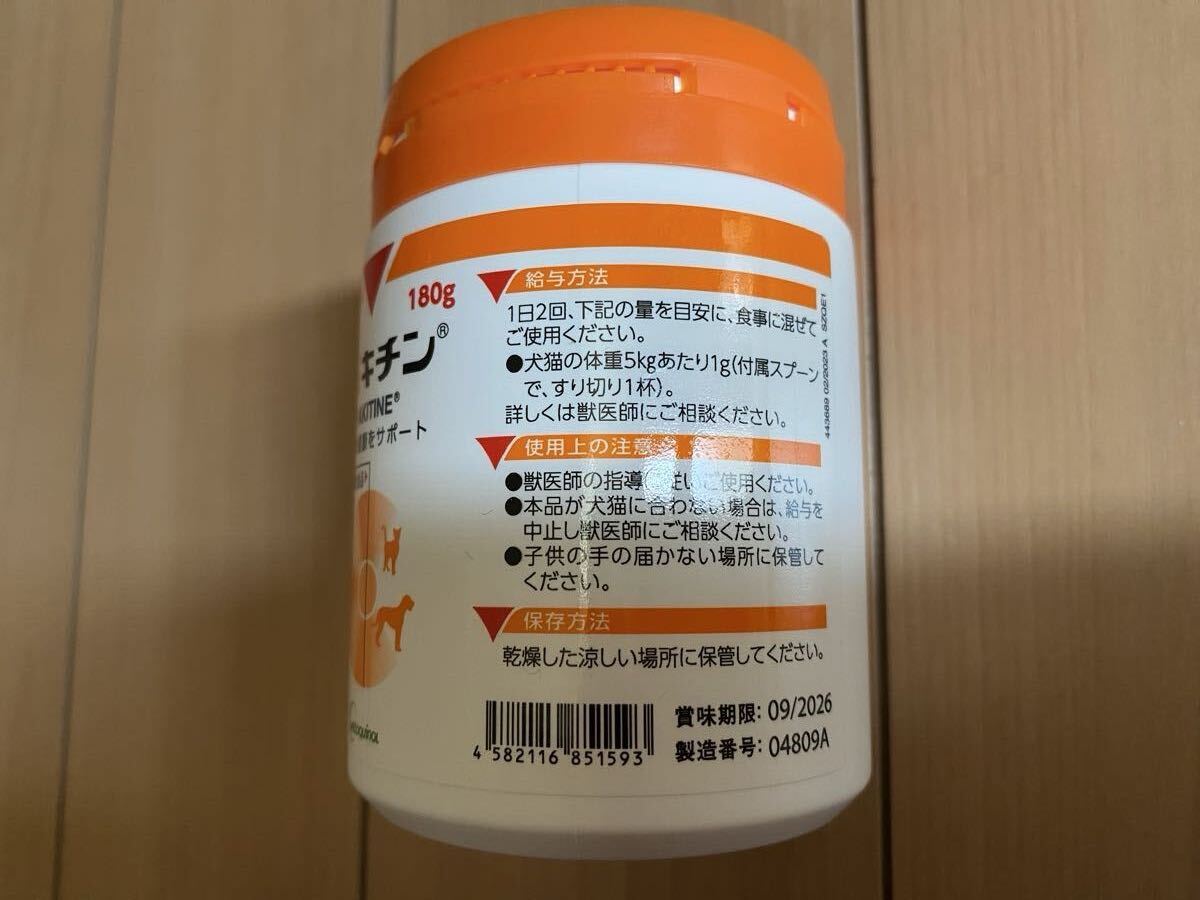 180g
キチン®
AKITINE®
をサポート
給与方法
1日2回、下記の量を目安に、食事に混ぜて
ご使用ください。
●犬猫の体重5kgあたり1g(付属スプーン
で、すり切り1杯)。
詳しくは獣医師にご相談ください。
使用上の注意
●獣医師の指導に従いご使用ください。
●本品が犬猫に合わない場合は、給与を
中止し獣医師にご相談ください。
●子供の手の届かない場所に保管して
ください。
保存方法
乾燥した涼しい場所に保管してください。
4 582116 851593
賞味期限: 09/2026
製造番号: 04809A
443689 02/2023 A SZOE1